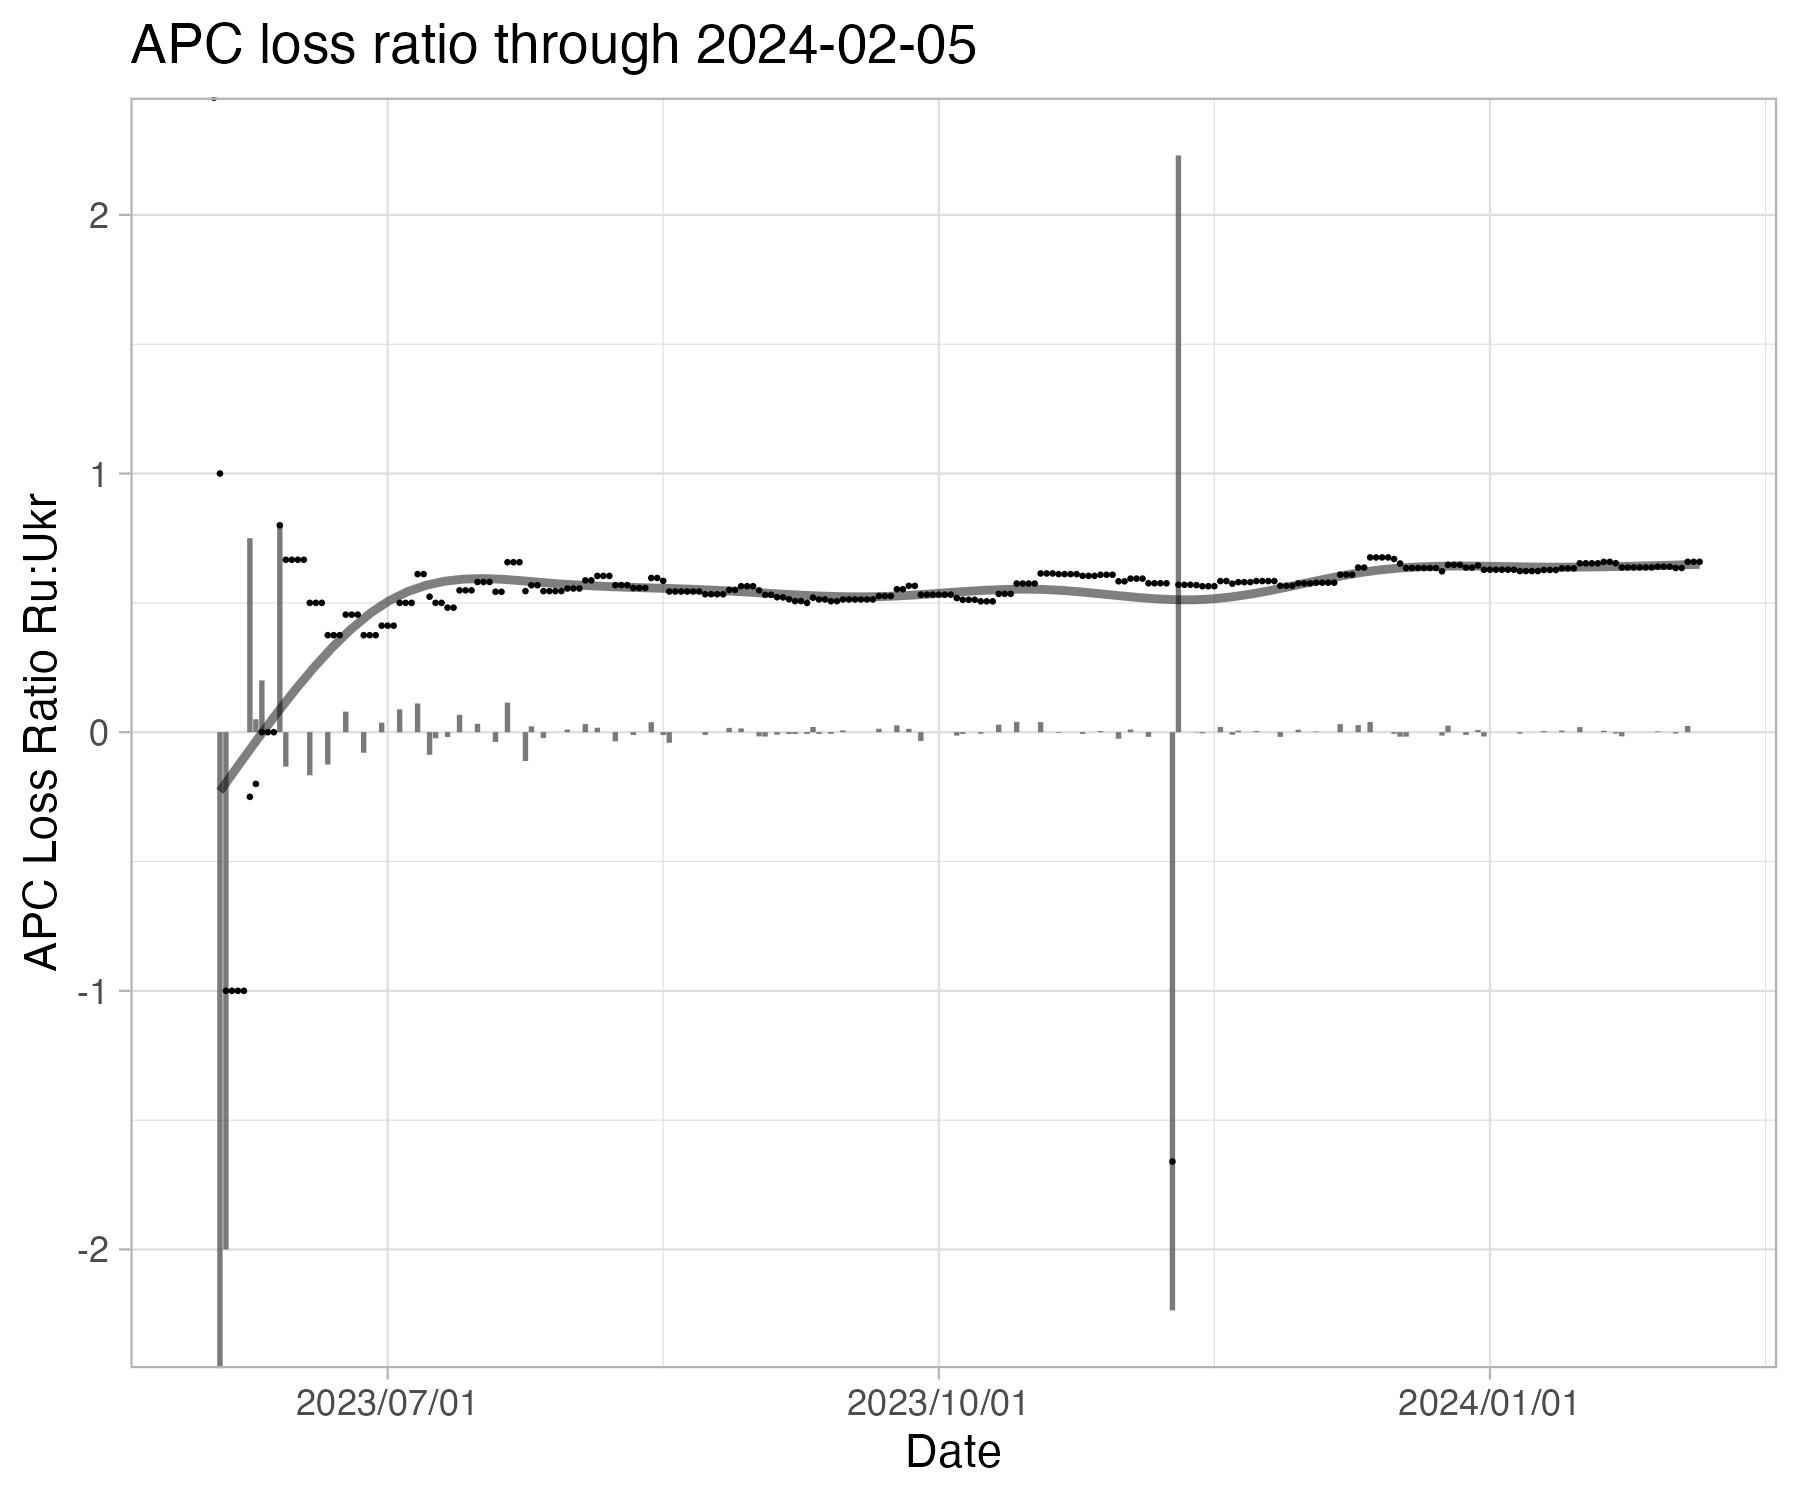 APC loss ratio through 2024-02-05
APC Loss Ratio Ru:Ukr
2
1
0
-1
-2
2023/07/01
2023/10/01
2024/01/01
Date